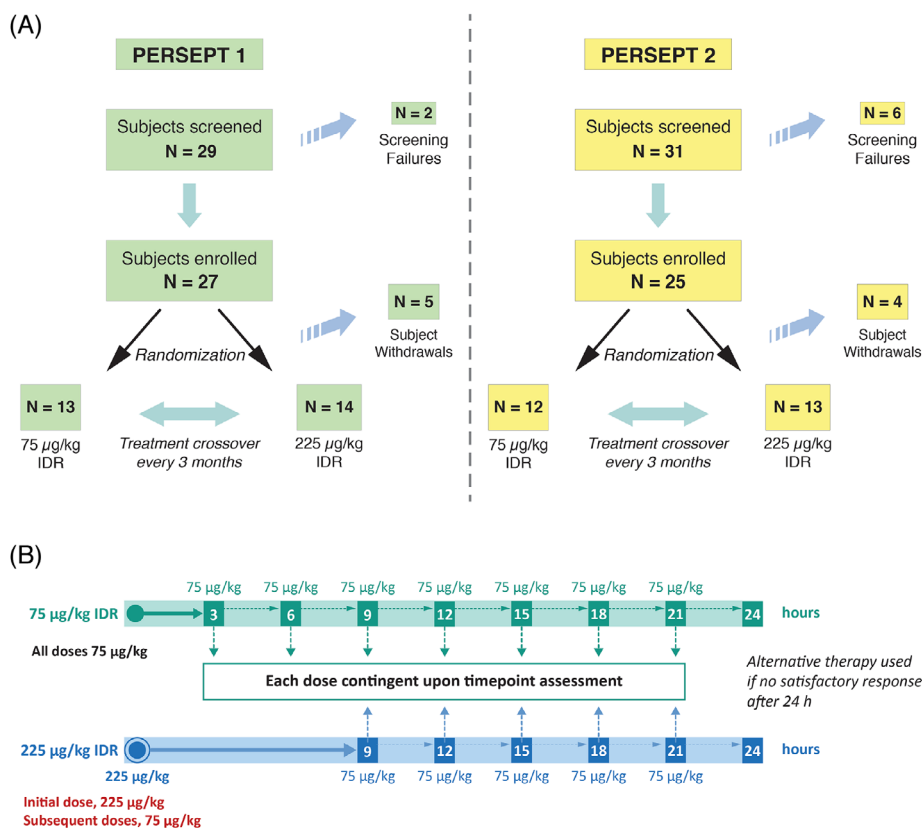 (A)
PERSEPT 1
Subjects screened
N = 29
N = 2
Screening
Failures
Subjects enrolled
N = 27
N = 5
Subject
Withdrawals
Randomization
N = 13
75 µg/kg
IDR
Treatment crossover
every 3 months
N = 14
225 µg/kg
IDR
PERSEPT 2
Subjects screened
N = 31
N = 6
Screening
Failures
Subjects enrolled
N = 25
N = 4
Subject
Withdrawals
Randomization
N = 12
75 µg/kg
IDR
Treatment crossover
every 3 months
N = 13
225 µg/kg
IDR
(B)
75 µg/kg 75 µg/kg 75 µg/kg 75 µg/kg 75 µg/kg 75 µg/kg 75 µg/kg
75 µg/kg IDR 3 6 9 12 15 18 21 24 hours
All doses 75 µg/kg
Each dose contingent upon timepoint assessment
Alternative therapy used
if no satisfactory response
after 24 h
225 µg/kg IDR 9 12 15 18 21 24 hours
225 µg/kg 75 µg/kg 75 µg/kg 75 µg/kg 75 µg/kg 75 µg/kg
Initial dose, 225 µg/kg
Subsequent doses, 75 µg/kg